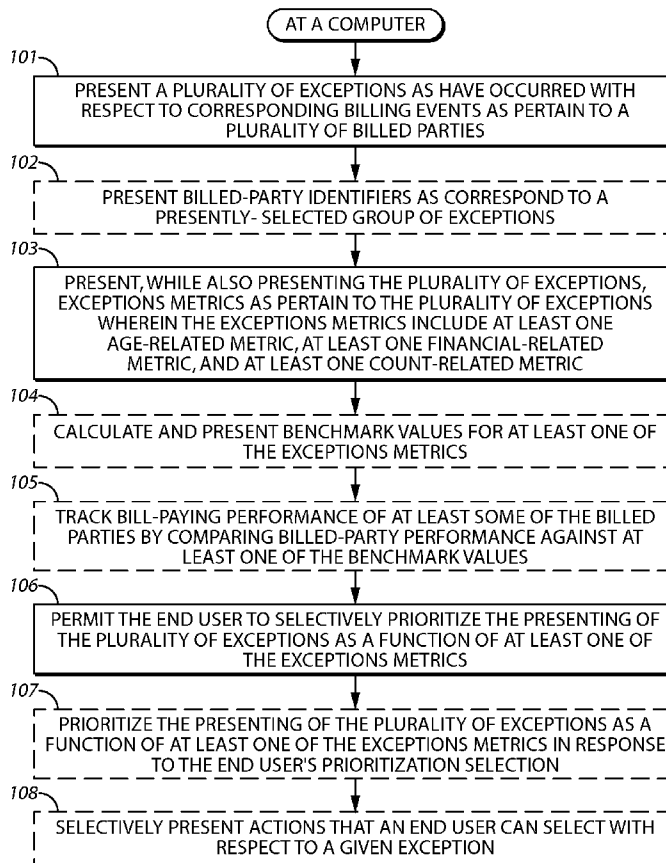 AT A COMPUTER
101
PRESENT A PLURALITY OF EXCEPTIONS AS HAVE OCCURRED WITH
RESPECT TO CORRESPONDING BILLING EVENTS AS PERTAIN TO A
PLURALITY OF BILLED PARTIES
102
PRESENT BILLED-PARTY IDENTIFIERS AS CORRESPOND TO A
PRESENTLY- SELECTED GROUP OF EXCEPTIONS
103
PRESENT, WHILE ALSO PRESENTING THE PLURALITY OF EXCEPTIONS,
EXCEPTIONS METRICS AS PERTAIN TO THE PLURALITY OF EXCEPTIONS
WHEREIN THE EXCEPTIONS METRICS INCLUDE AT LEAST ONE
AGE-RELATED METRIC, AT LEAST ONE FINANCIAL-RELATED
METRIC, AND AT LEAST ONE COUNT-RELATED METRIC
104
CALCULATE AND PRESENT BENCHMARK VALUES FOR AT LEAST ONE OF
THE EXCEPTIONS METRICS
105
TRACK BILL-PAYING PERFORMANCE OF AT LEAST SOME OF THE BILLED
PARTIES BY COMPARING BILLED-PARTY PERFORMANCE AGAINST AT
LEAST ONE OF THE BENCHMARK VALUES
106
PERMIT THE END USER TO SELECTIVELY PRIORITIZE THE PRESENTING OF
THE PLURALITY OF EXCEPTIONS AS A FUNCTION OF AT LEAST ONE OF
THE EXCEPTIONS METRICS
107
PRIORITIZE THE PRESENTING OF THE PLURALITY OF EXCEPTIONS AS A
FUNCTION OF AT LEAST ONE OF THE EXCEPTIONS METRICS IN RESPONSE
TO THE END USER'S PRIORITIZATION SELECTION
108
SELECTIVELY PRESENT ACTIONS THAT AN END USER CAN SELECT WITH
RESPECT TO A GIVEN EXCEPTION